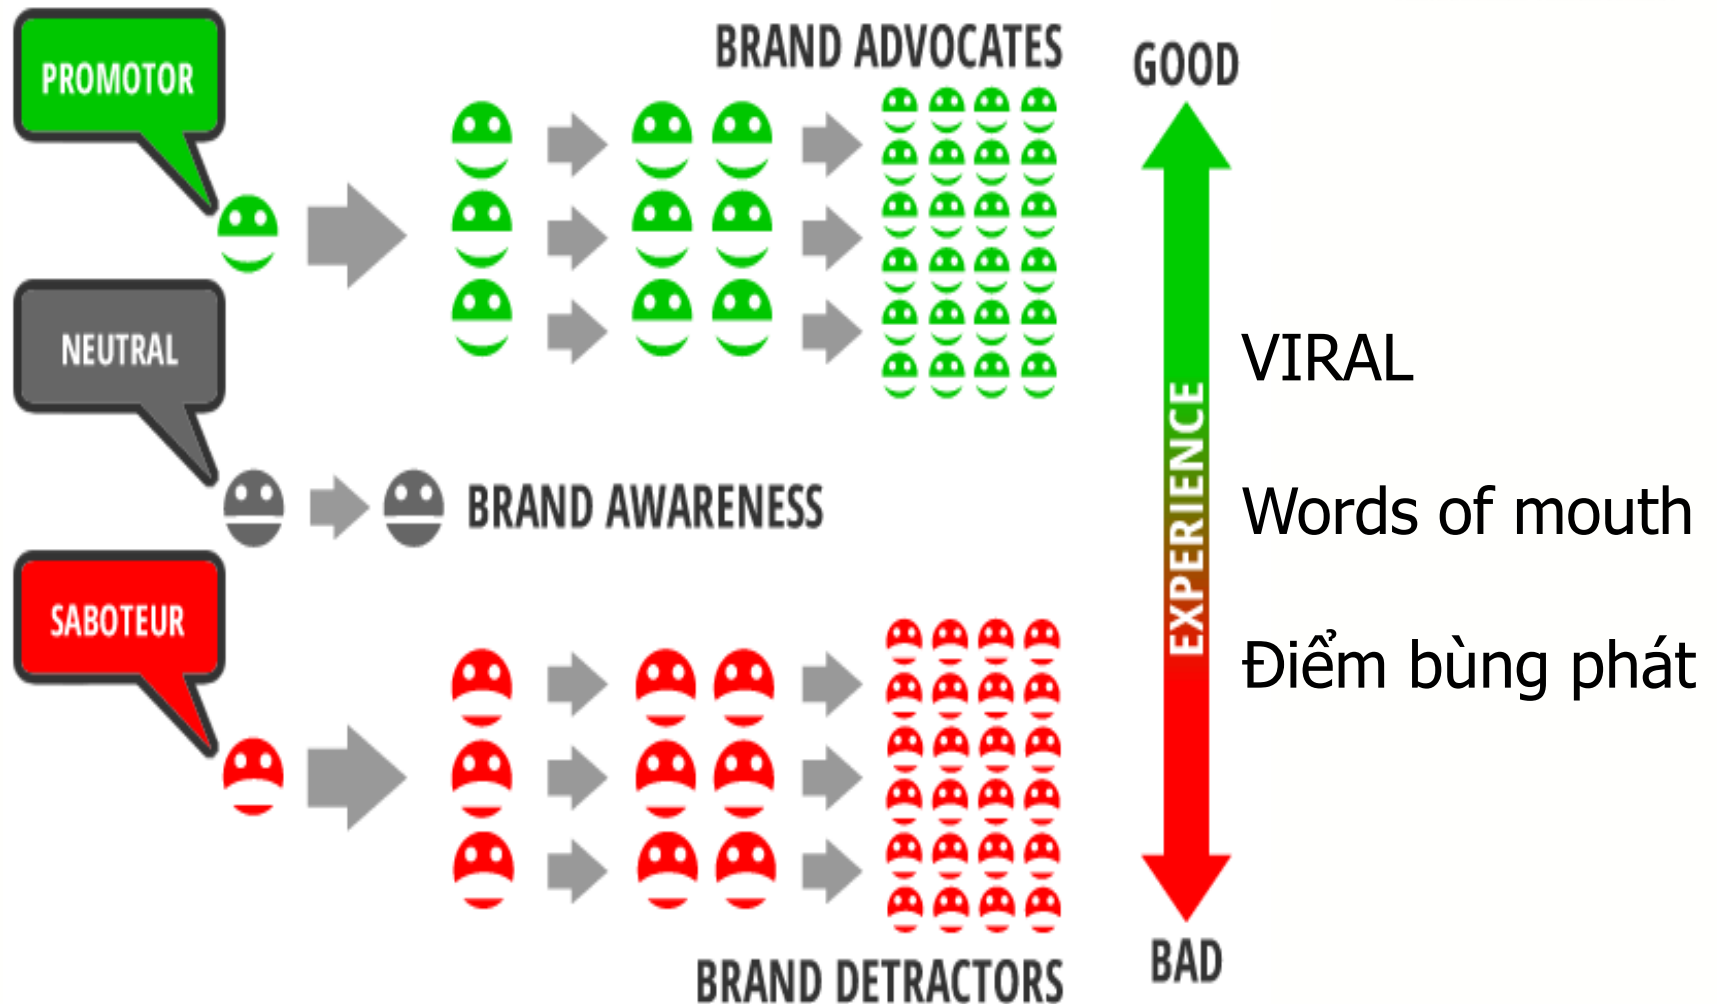 BRAND ADVOCATES
GOOD
PROMOTOR
NEUTRAL
VIRAL
EXPERIENCE
BRAND AWARENESS
Words of mouth
SABOTEUR
Điểm bùng phát
BRAND DETRACTORS
BAD